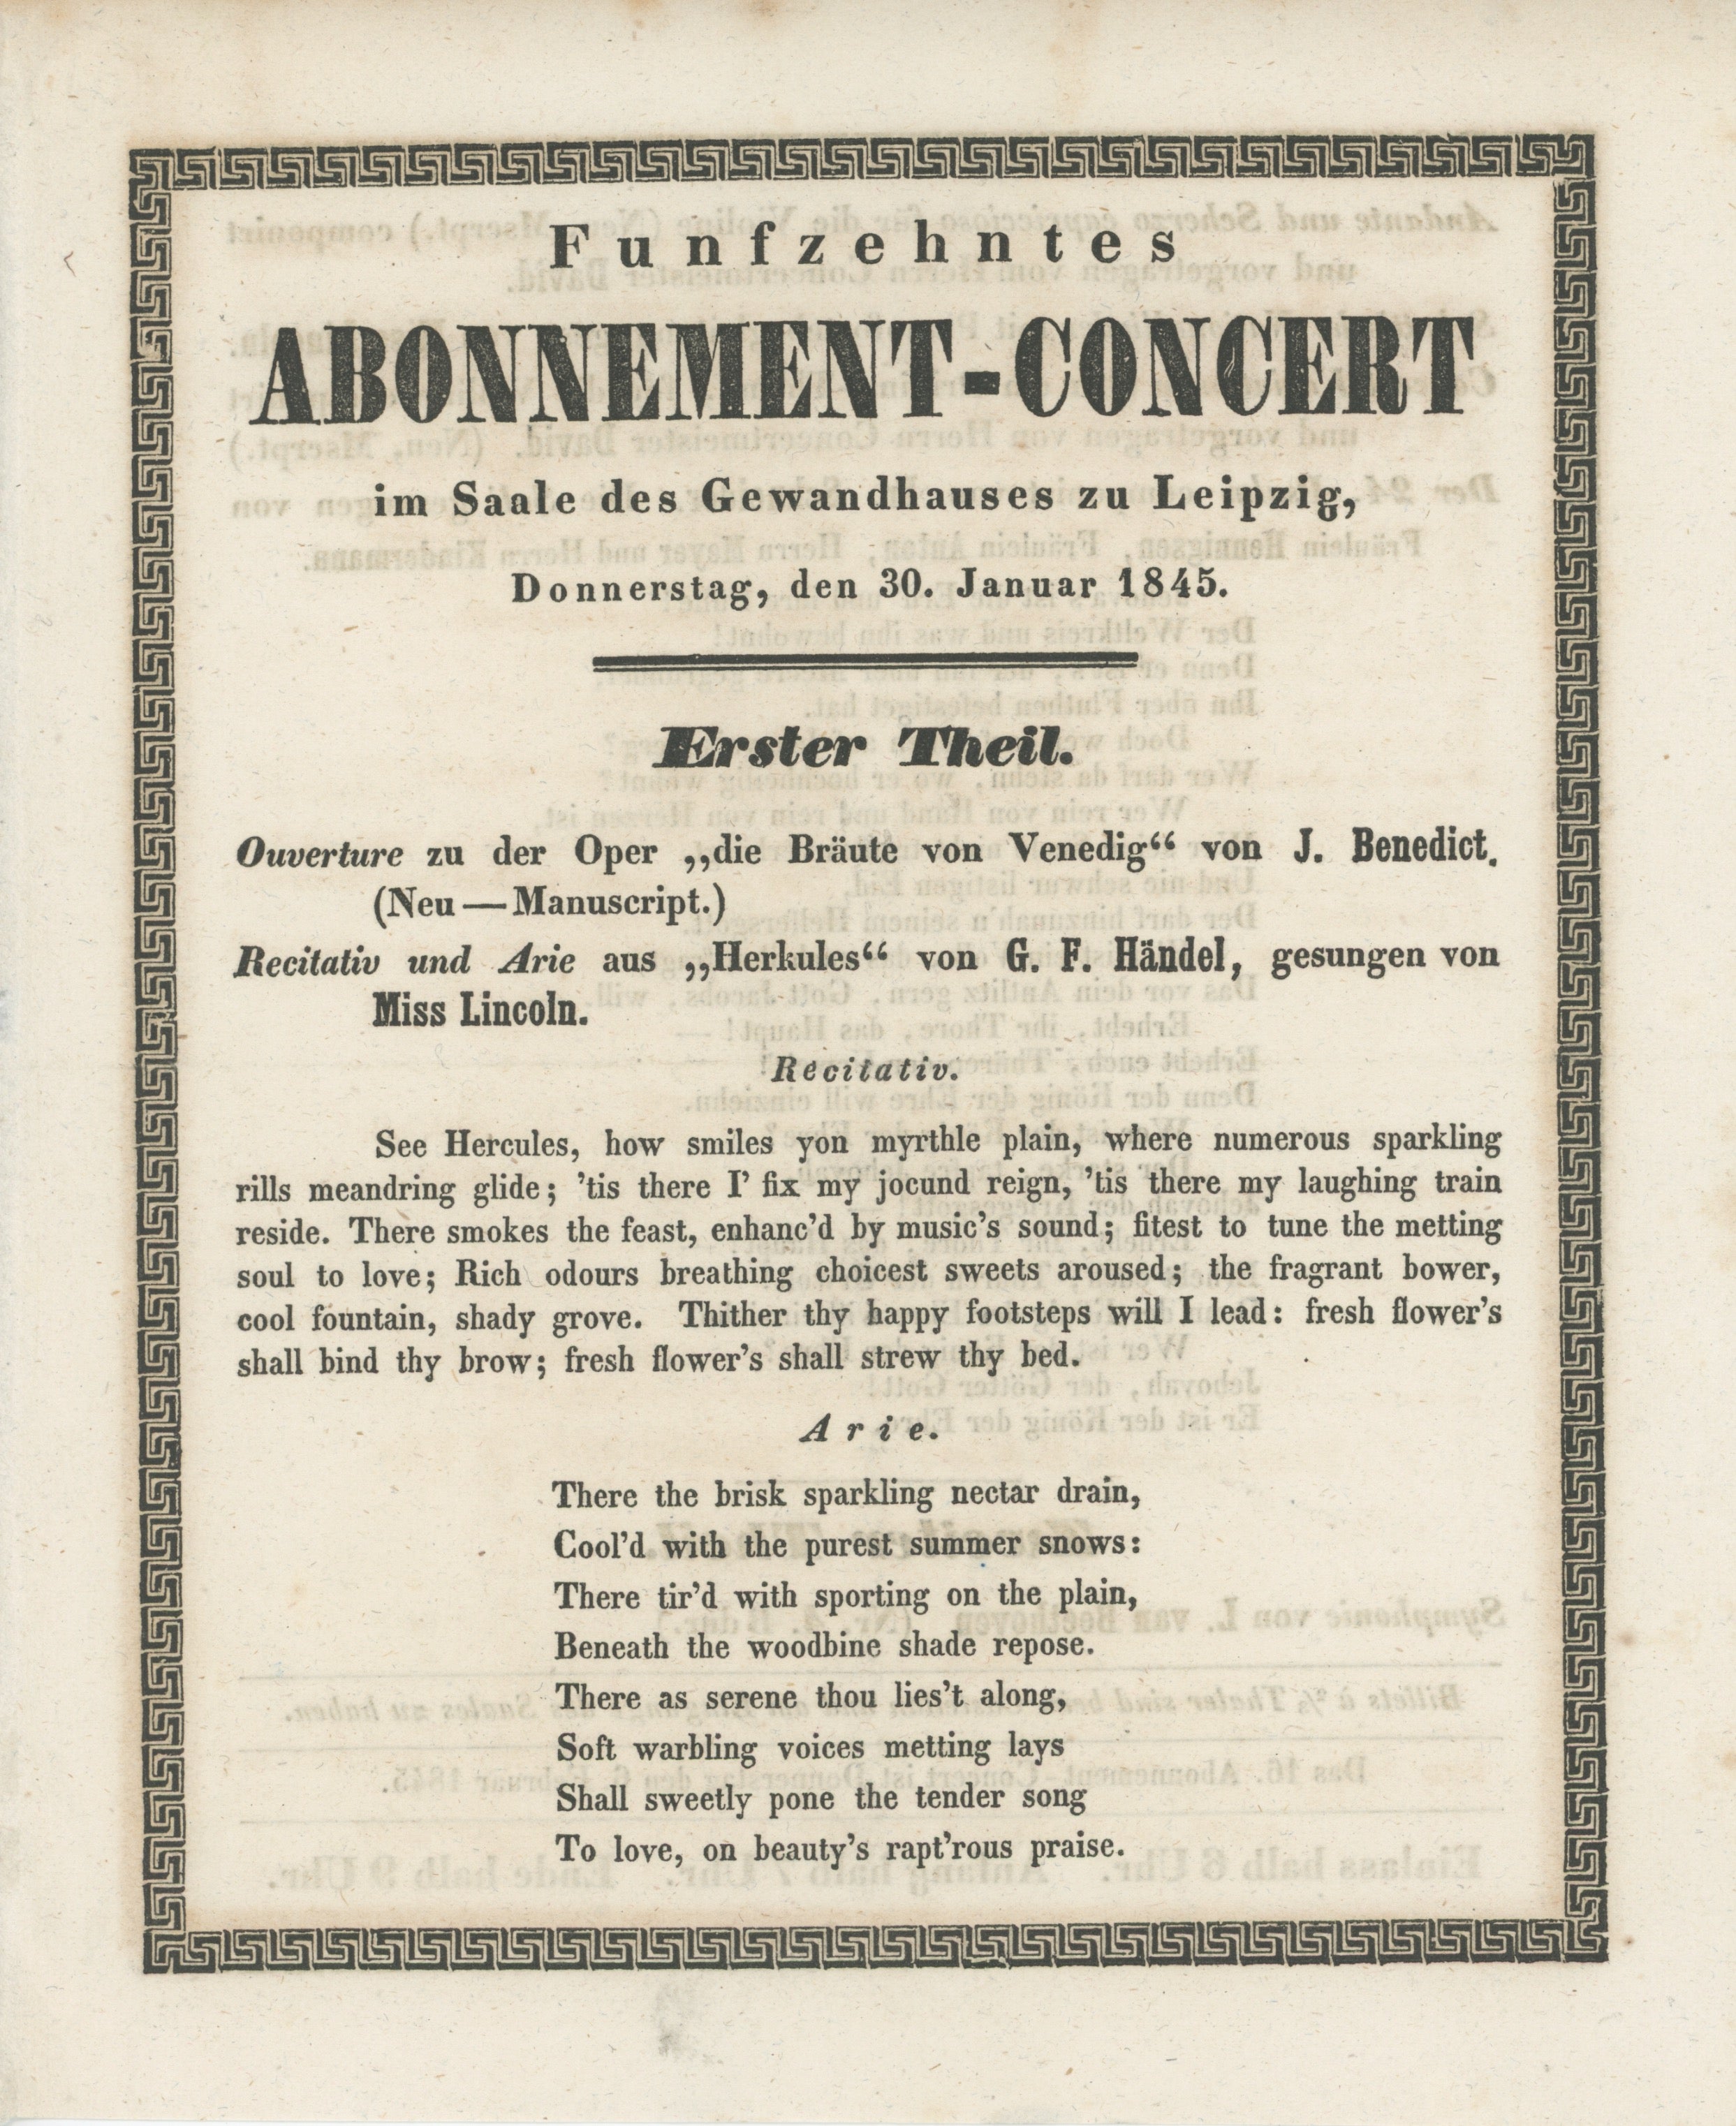 Funfzehntes
ABONNEMENT-CONCERT
im Saale des Gewandhauses zu Leipzig,
Donnerstag, den 30. Januar 1845.
Erster Theil.
Ouverture zu der Oper „die Bräute von Venedig“ von J. Benedict.
(Neu — Manuscript.)
Recitativ und Arie aus „Herkules“ von G. F. Händel, gesungen von
Miss Lincoln.
Recitativ.
See Hercules, how smiles yon myrthle plain, where numerous sparkling
rills meandring glide; ’tis there I’ fix my jocund reign, ’tis there my laughing train
reside. There smokes the feast, enhanc’d by music’s sound; fitest to tune the metting
soul to love; Rich odours breathing choicest sweets aroused; the fragrant bower,
cool fountain, shady grove. Thither thy happy footsteps will I lead: fresh flower’s
shall bind thy brow; fresh flower’s shall strew thy bed.
Arie.
There the brisk sparkling nectar drain,
Cool’d with the purest summer snows:
There tir’d with sporting on the plain,
Beneath the woodbine shade repose.
There as serene thou lies’t along,
Soft warbling voices metting lays
Shall sweetly pone the tender song
To love, on beauty’s rapt’rous praise.